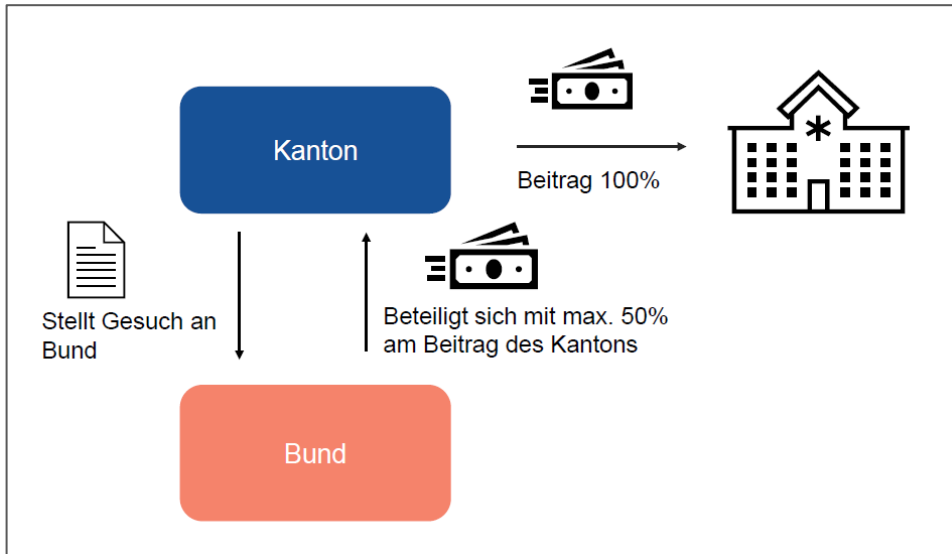 Kanton
Beitrag 100%
Stellt Gesuch an
Bund
Beteiligt sich mit max. 50%
am Beitrag des Kantons
Bund